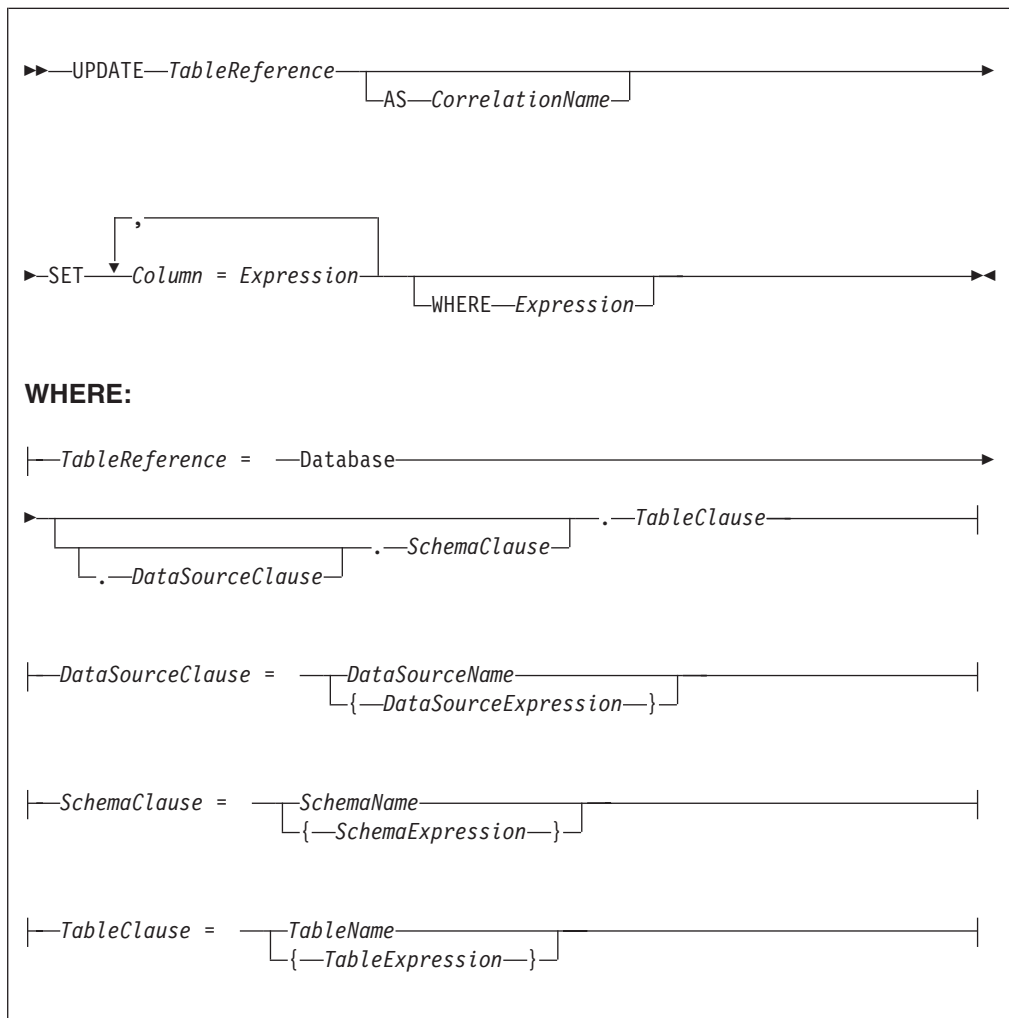 UPDATE TableReference
AS CorrelationName
,
SET Column = Expression
WHERE Expression
WHERE:
TableReference = Database
. TableClause
. SchemaClause
. DataSourceClause
DataSourceClause = DataSourceName
{ DataSourceExpression }
SchemaClause = SchemaName
{ SchemaExpression }
TableClause = TableName
{ TableExpression }